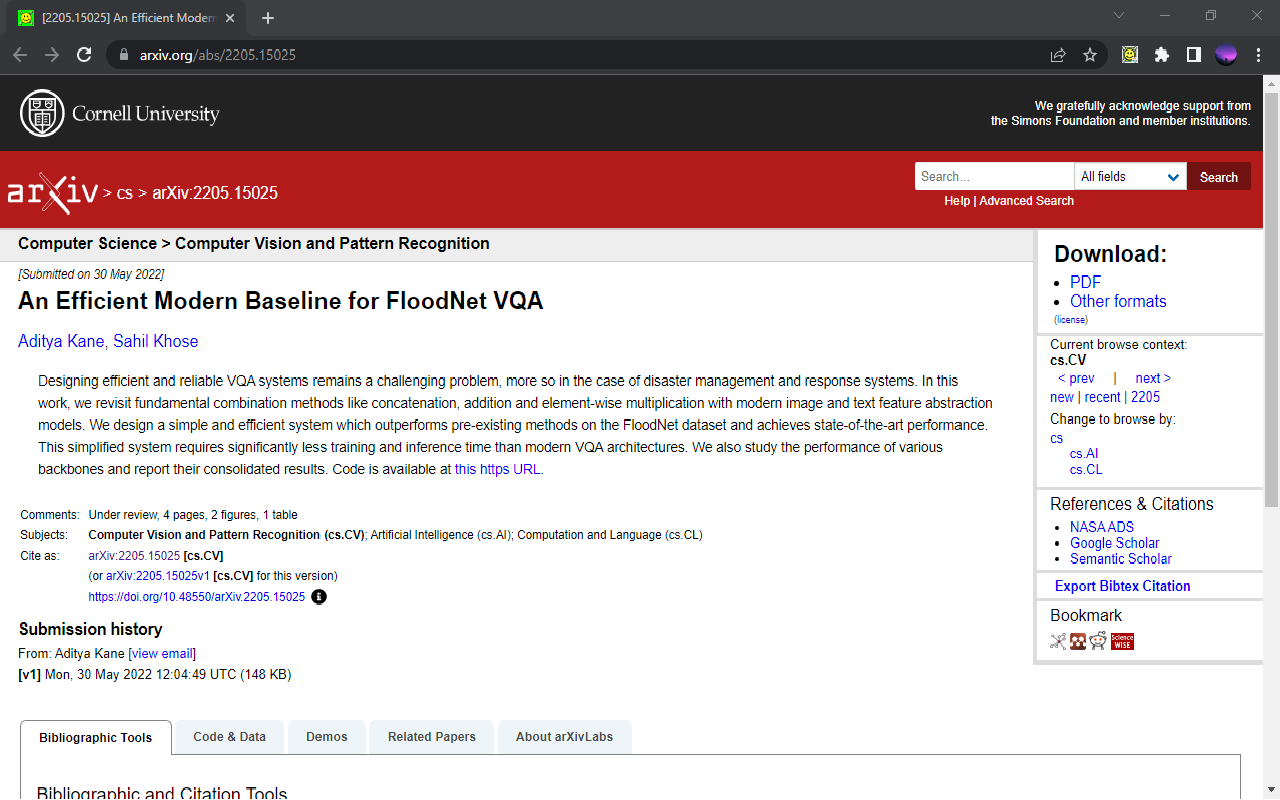 [2205.15025] An Efficient Modern
arxiv.org/abs/2205.15025
Cornell University
We gratefully acknowledge support from
the Simons Foundation and member institutions.
arXiv > cs > arXiv:2205.15025
Search...
All fields
Search
Help | Advanced Search
Computer Science > Computer Vision and Pattern Recognition
[Submitted on 30 May 2022]
An Efficient Modern Baseline for FloodNet VQA
Aditya Kane, Sahil Khose
Designing efficient and reliable VQA systems remains a challenging problem, more so in the case of disaster management and response systems. In this
work, we revisit fundamental combination methods like concatenation, addition and element-wise multiplication with modern image and text feature abstraction
models. We design a simple and efficient system which outperforms pre-existing methods on the FloodNet dataset and achieves state-of-the-art performance.
This simplified system requires significantly less training and inference time than modern VQA architectures. We also study the performance of various
backbones and report their consolidated results. Code is available at this https URL.
Comments: Under review, 4 pages, 2 figures, 1 table
Subjects: Computer Vision and Pattern Recognition (cs.CV); Artificial Intelligence (cs.AI); Computation and Language (cs.CL)
Cite as: arXiv:2205.15025 [cs.CV]
(or arXiv:2205.15025v1 [cs.CV] for this version)
https://doi.org/10.48550/arXiv.2205.15025
Submission history
From: Aditya Kane [view email]
[v1] Mon, 30 May 2022 12:04:49 UTC (148 KB)
Download:
PDF
Other formats
(license)
Current browse context:
cs.CV
< prev | next >
new | recent | 2205
Change to browse by:
cs
cs.AI
cs.CL
References & Citations
NASA ADS
Google Scholar
Semantic Scholar
Export Bibtex Citation
Bookmark
Science
WISE
Bibliographic Tools
Code & Data
Demos
Related Papers
About arXivLabs
Bibliographic and Citation Tools